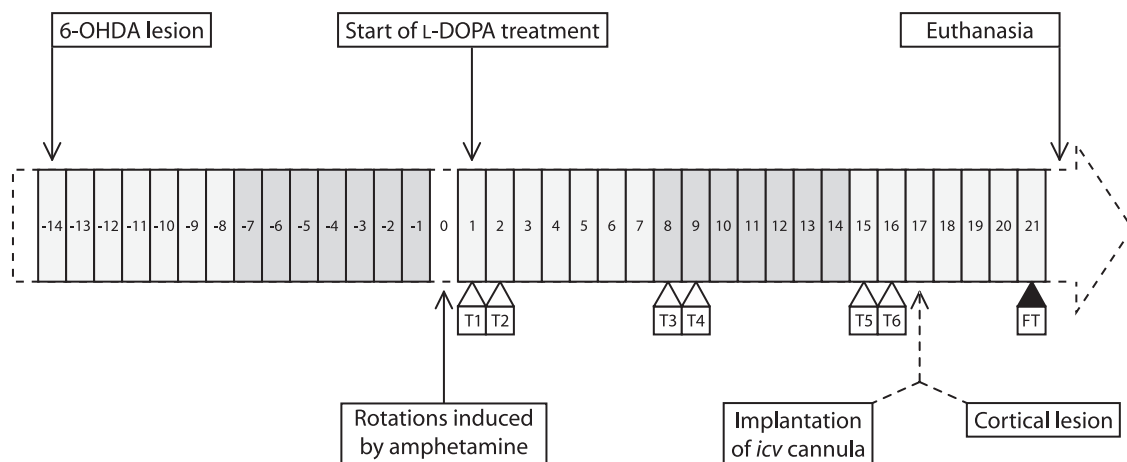 6-OHDA lesion
Start of L-DOPA treatment
Euthanasia
-14 -13 -12 -11 -10 -9 -8 -7 -6 -5 -4 -3 -2 -1 0 1 2 3 4 5 6 7 8 9 10 11 12 13 14 15 16 17 18 19 20 21
T1 T2 T3 T4 T5 T6 FT
Rotations induced
by amphetamine
Implantation
of icv cannula
Cortical lesion